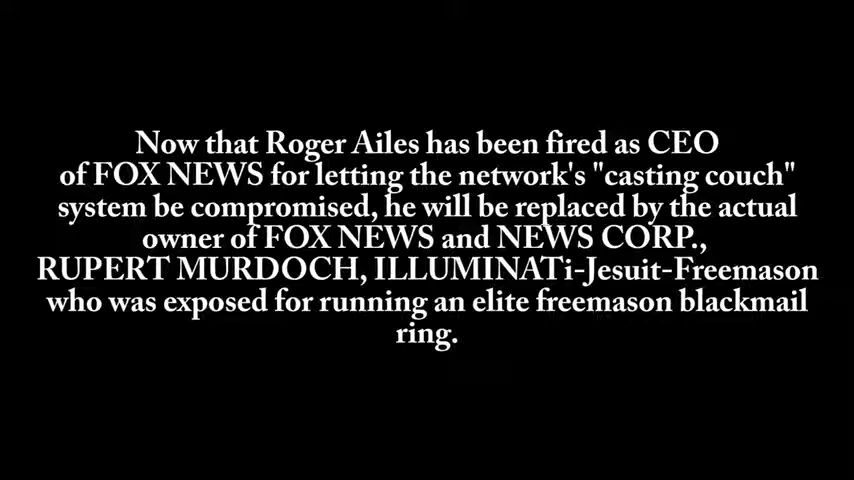 Now that Roger Ailes has been fired as CEO
of FOX NEWS for letting the network's "casting couch"
system be compromised, he will be replaced by the actual
owner of FOX NEWS and NEWS CORP.,
RUPERT MURDOCH, ILLUMINATi-Jesuit-Freemason
who was exposed for running an elite freemason blackmail
ring.